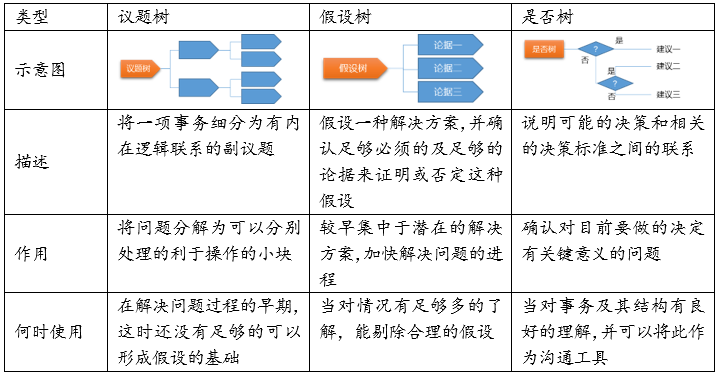 类型 议题树 假设树 是否树
示意图
议题树
假设树
论据一
论据二
论据三
是否树
?
是
否
建议一
?
是
否
建议二
建议三
描述
将一项事务细分为有内
在逻辑联系的副议题
假设一种解决方案,并确
认足够必须的及足够的
论据来证明或否定这种
假设
说明可能的决策和相关
的决策标准之间的联系
作用
将问题分解为可以分别
处理的利于操作的小块
较早集中于潜在的解决
方案,加快解决问题的进
程
确认对目前要做的决定
有关键意义的问题
何时使用
在解决问题过程的早期,
这时还没有足够的可以
形成假设的基础
当对情况有足够多的了
解, 能剔除合理的假设
当对事务及其结构有良
好的理解,并可以将此作
为沟通工具